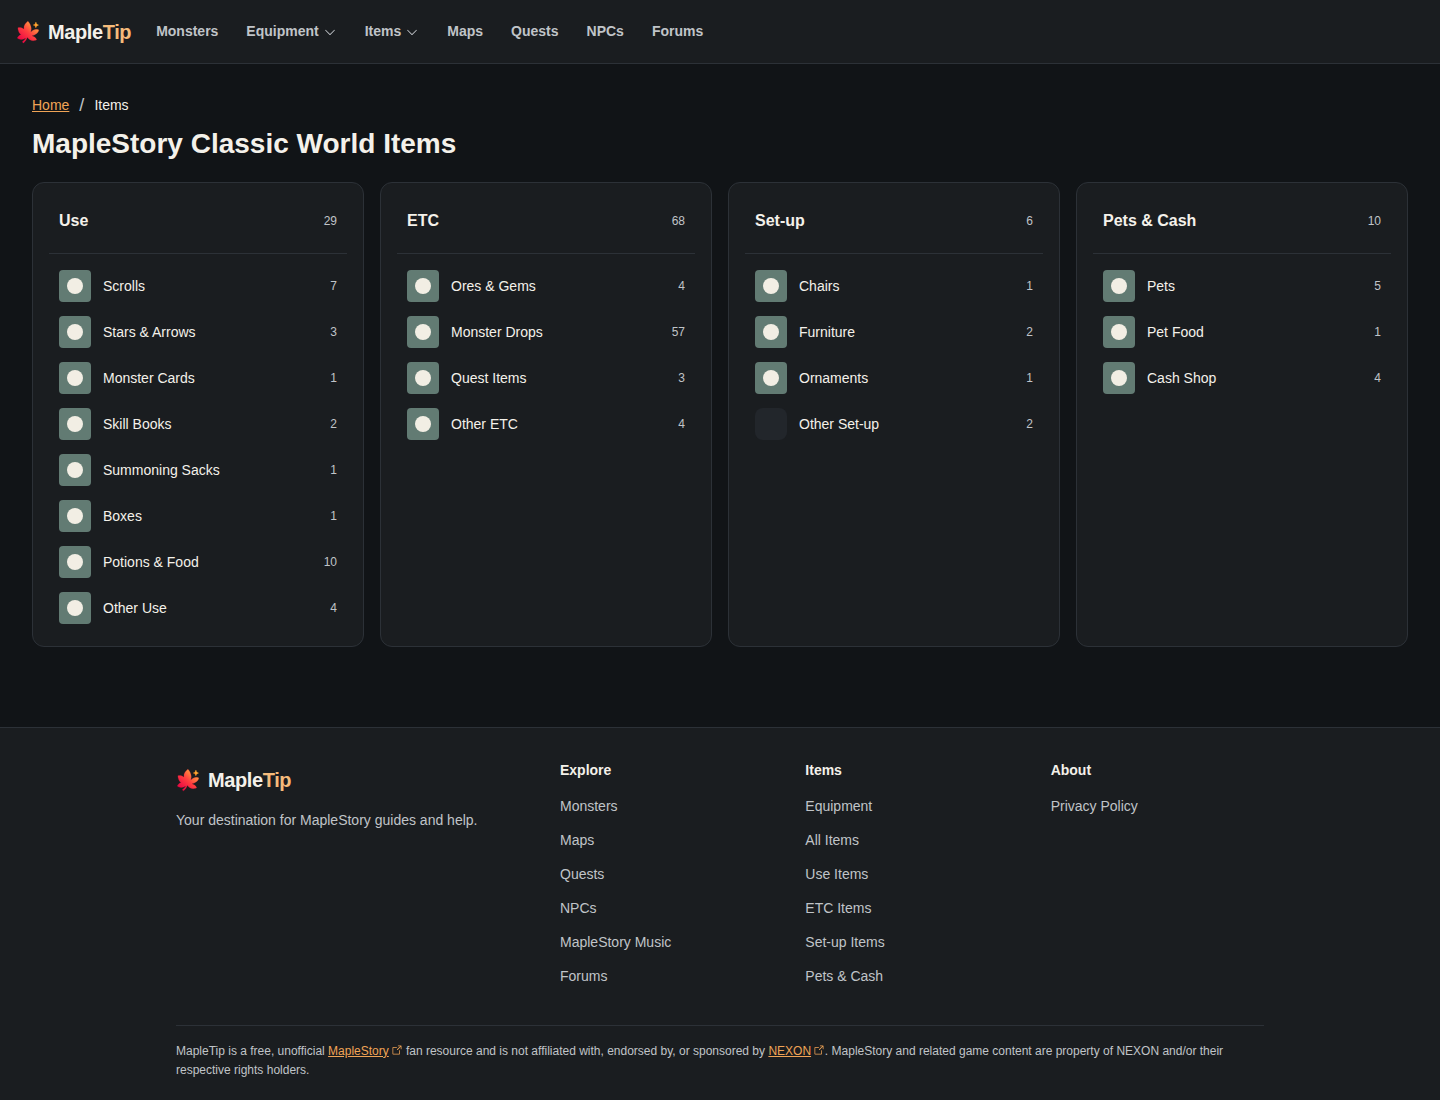 MapleTip Monsters Equipment Items Maps Quests NPCs Forums
Home / Items
MapleStory Classic World Items
Use 29
Scrolls 7
Stars & Arrows 3
Monster Cards 1
Skill Books 2
Summoning Sacks 1
Boxes 1
Potions & Food 10
Other Use 4
ETC 68
Ores & Gems 4
Monster Drops 57
Quest Items 3
Other ETC 4
Set-up 6
Chairs 1
Furniture 2
Ornaments 1
Other Set-up 2
Pets & Cash 10
Pets 5
Pet Food 1
Cash Shop 4
MapleTip
Your destination for MapleStory guides and help.
Explore
Monsters
Maps
Quests
NPCs
MapleStory Music
Forums
Items
Equipment
All Items
Use Items
ETC Items
Set-up Items
Pets & Cash
About
Privacy Policy
MapleTip is a free, unofficial MapleStory fan resource and is not affiliated with, endorsed by, or sponsored by NEXON. MapleStory and related game content are property of NEXON and/or their
respective rights holders.